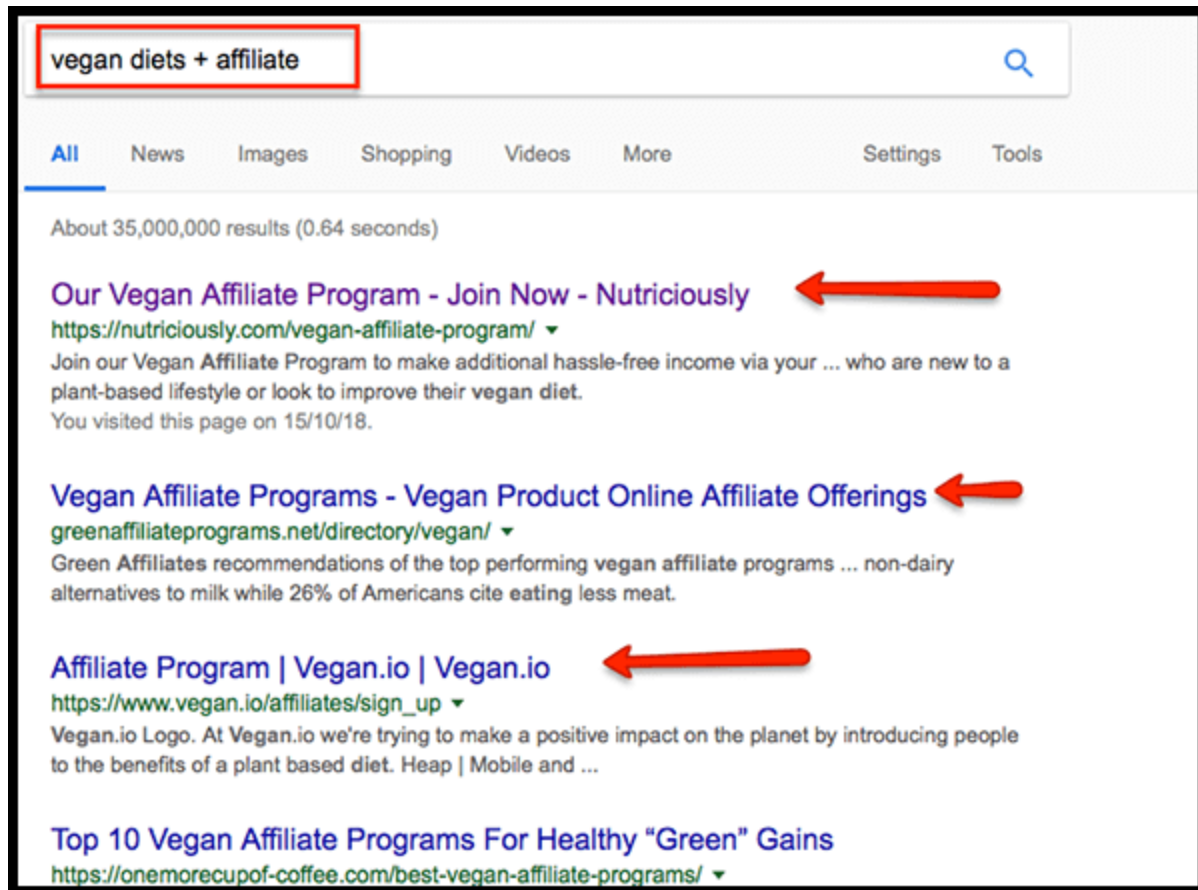 vegan diets + affiliate
All News Images Shopping Videos More Settings Tools
About 35,000,000 results (0.64 seconds)
Our Vegan Affiliate Program - Join Now - Nutriciously
https://nutriciously.com/vegan-affiliate-program/
Join our Vegan Affiliate Program to make additional hassle-free income via your ... who are new to a
plant-based lifestyle or look to improve their vegan diet.
You visited this page on 15/10/18.
Vegan Affiliate Programs - Vegan Product Online Affiliate Offerings
greenaffiliateprograms.net/directory/vegan/
Green Affiliates recommendations of the top performing vegan affiliate programs ... non-dairy
alternatives to milk while 26% of Americans cite eating less meat.
Affiliate Program | Vegan.io | Vegan.io
https://www.vegan.io/affiliates/sign_up
Vegan.io Logo. At Vegan.io we're trying to make a positive impact on the planet by introducing people
to the benefits of a plant based diet. Heap | Mobile and ...
Top 10 Vegan Affiliate Programs For Healthy “Green” Gains
https://onemorecupof-coffee.com/best-vegan-affiliate-programs/